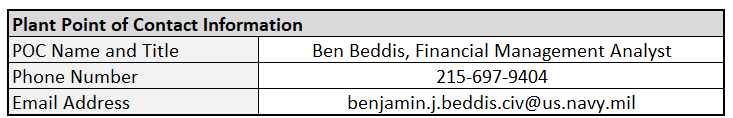 Plant Point of Contact Information
POC Name and Title Ben Beddis, Financial Management Analyst
Phone Number 215-697-9404
Email Address benjamin.j.beddis.civ@us.navy.mil